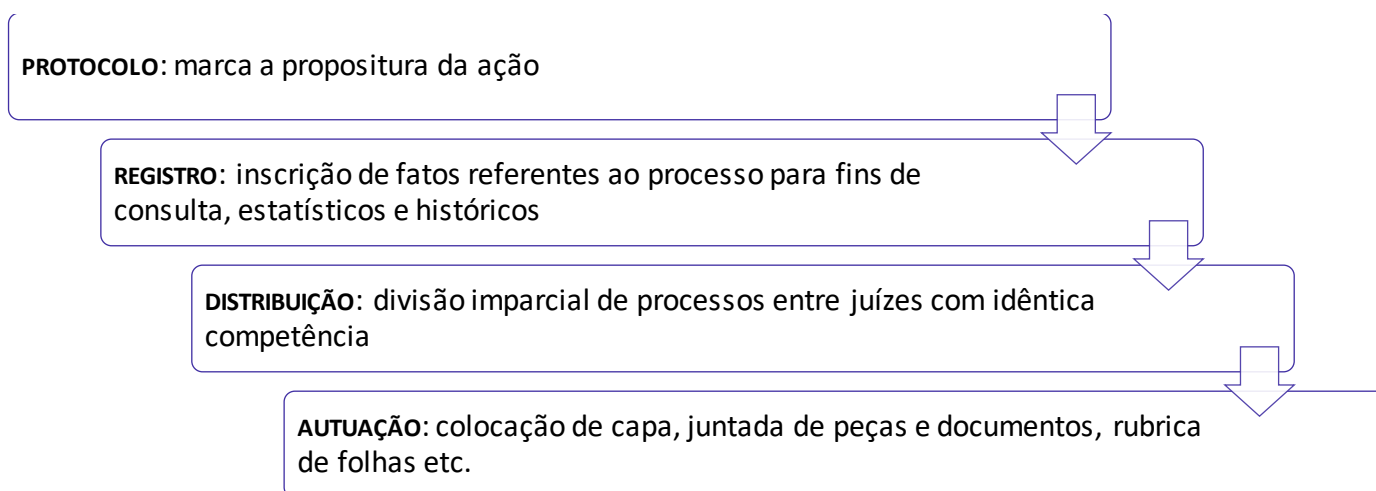 PROTOCOLO: marca a propositura da ação
REGISTRO: inscrição de fatos referentes ao processo para fins de
consulta, estatísticos e históricos
DISTRIBUIÇÃO: divisão imparcial de processos entre juízes com idêntica
competência
AUTUAÇÃO: colocação de capa, juntada de peças e documentos, rubrica
de folhas etc.